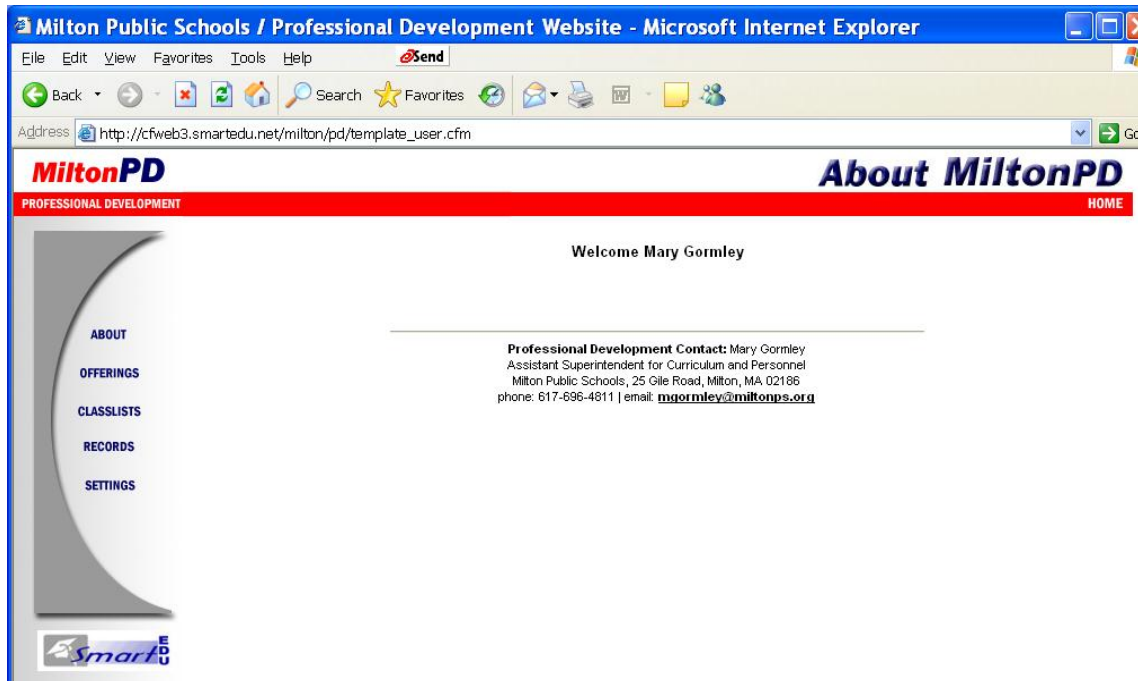 Milton Public Schools / Professional Development Website - Microsoft Internet Explorer
File Edit View Favorites Tools Help eSend
Back Search Favorites
Address http://cfweb3.smartedu.net/milton/pd/template_user.cfm Go
MiltonPD About MiltonPD
PROFESSIONAL DEVELOPMENT HOME
Welcome Mary Gormley
ABOUT
OFFERINGS
CLASSLISTS
RECORDS
SETTINGS
Professional Development Contact: Mary Gormley
Assistant Superintendent for Curriculum and Personnel
Milton Public Schools, 25 Gile Road, Milton, MA 02186
phone: 617-696-4811 | email: mgormley@miltonps.org
Smart EDU